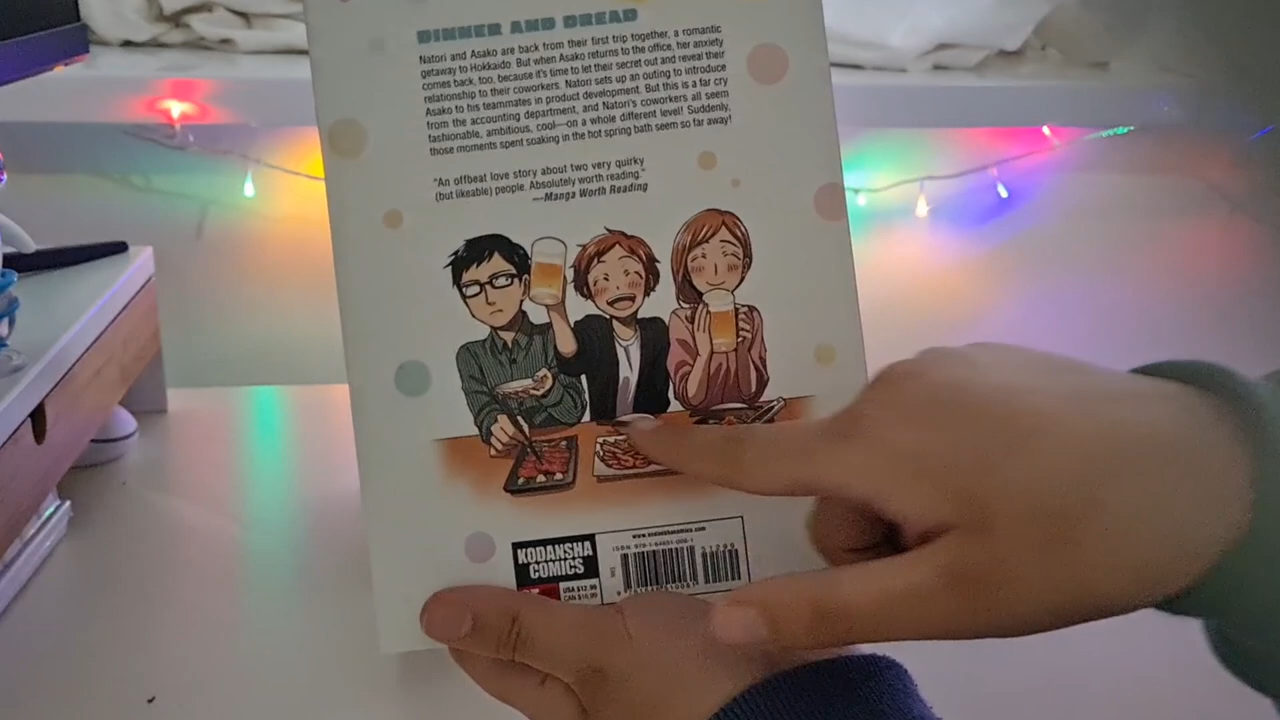 DINNER AND DREAD
Natori and Asako are back from their first trip together, a romantic
getaway to Hokkaido. But when Asako returns to the office, her anxiety
comes back, too, because it's time to let their secret out and reveal their
relationship to their coworkers. Natori sets up an outing to introduce
Asako to his teammates in product development. But this is a far cry
from the accounting department, and Natori's coworkers all seem
fashionable, ambitious, cool—on a whole different level! Suddenly,
those moments spent soaking in the hot spring bath seem so far away!
"An offbeat love story about two very quirky
(but likeable) people. Absolutely worth reading."
—Manga Worth Reading
KODANSHA
COMICS
USA $12.99
CAN $16.99
www.kodanshacomics.com
ISBN 978-1-64651-006-1
51299